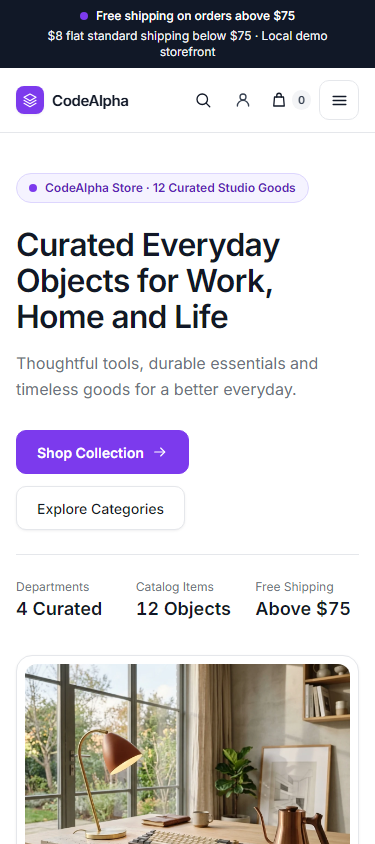 Free shipping on orders above $75
$8 flat standard shipping below $75 · Local demo
storefront
CodeAlpha
0
CodeAlpha Store · 12 Curated Studio Goods
Curated Everyday
Objects for Work,
Home and Life
Thoughtful tools, durable essentials and
timeless goods for a better everyday.
Shop Collection →
Explore Categories
Departments
4 Curated
Catalog Items
12 Objects
Free Shipping
Above $75